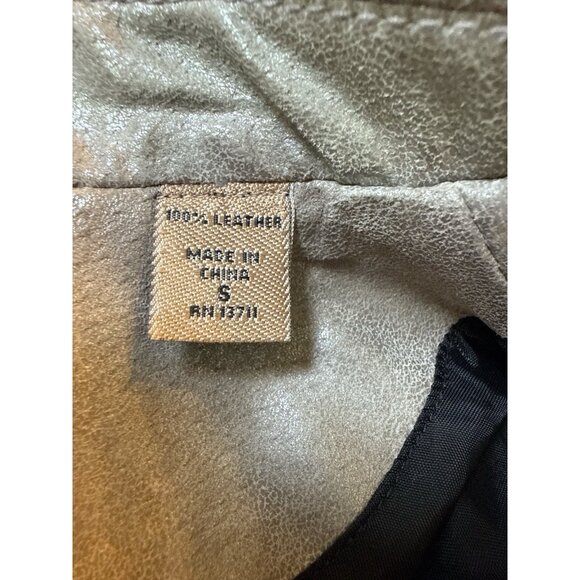 100% LEATHER
MADE IN
CHINA
S
RN 13711